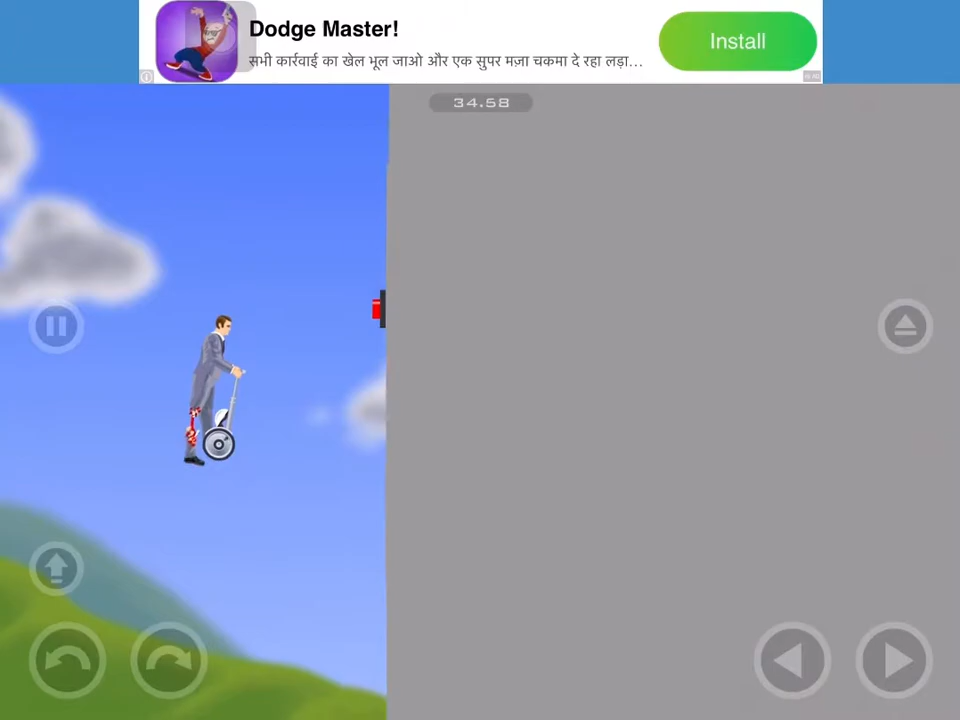 Dodge Master!
सभी कार्रवाई का खेल भूल जाओ और एक सुपर मज़ा चकमा दे रहा लड़ा...
Install
34.58